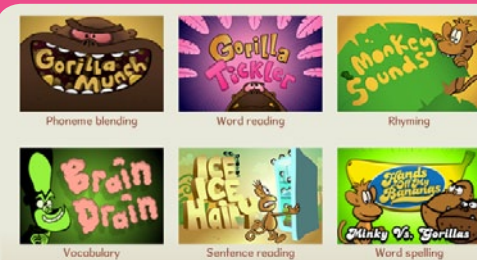 Gorilla
Munch
Phoneme blending
Gorilla
Tickler
Word reading
Monkey
Sounds
Rhyming
Brain
Drain
Vocabulary
ICE
ICE
Hairy
Sentence reading
Hands
Off My
Bananas
Minky Vs. Gorillas
Word spelling